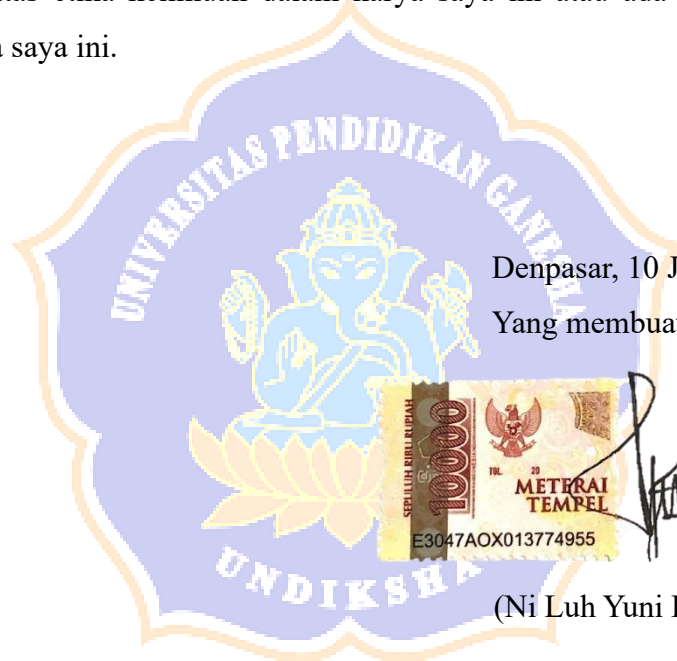 saya ini.
UNIVERSITAS PENDIDIKAN GANESHA
Denpasar, 10 J
Yang membuat
SEPULUH RIBU RUPIAH
10000
TGL. 20
METERAI
TEMPEL
E3047AOX013774955
UNDIKSHA
(Ni Luh Yuni